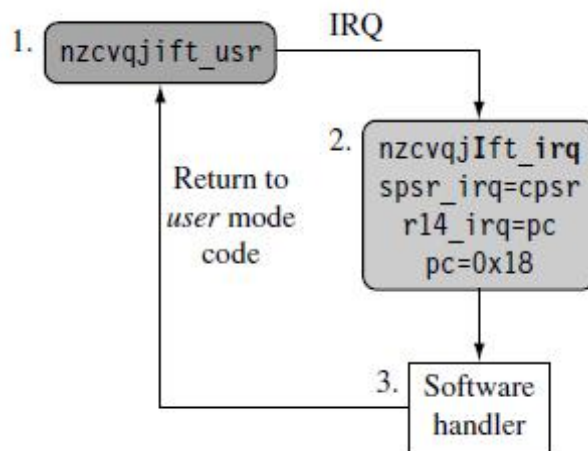 1.
nzcvqjift_usr
IRQ
2.
nzcvqjIft_irq
spsr_irq=cpsr
r14_irq=pc
pc=0x18
Return to
user mode
code
3.
Software
handler